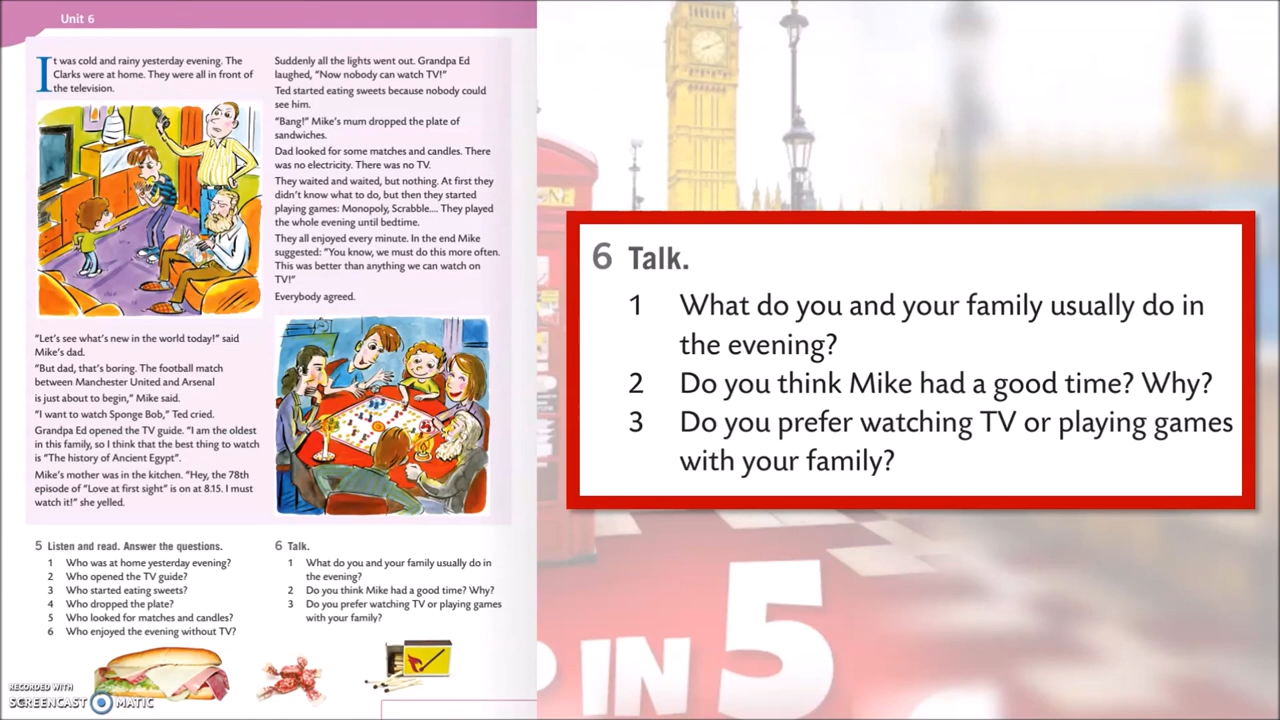 Unit 6
It was cold and rainy yesterday evening. The
Clarks were at home. They were all in front of
the television.
"Let's see what's new in the world today!" said
Mike's dad.
"But dad, that's boring. The football match
between Manchester United and Arsenal
is just about to begin," Mike said.
"I want to watch Sponge Bob," Ted cried.
Grandpa Ed opened the TV guide. "I am the oldest
in this family, so I think that the best thing to watch
is "The history of Ancient Egypt".
Mike's mother was in the kitchen. "Hey, the 78th
episode of "Love at first sight" is on at 8.15. I must
watch it!" she yelled.
Suddenly all the lights went out. Grandpa Ed
laughed, "Now nobody can watch TV!"
Ted started eating sweets because nobody could
see him.
"Bang!" Mike's mum dropped the plate of
sandwiches.
Dad looked for some matches and candles. There
was no electricity. There was no TV.
They waited and waited, but nothing. At first they
didn't know what to do, but then they started
playing games: Monopoly, Scrabble.... They played
the whole evening until bedtime.
They all enjoyed every minute. In the end Mike
suggested: "You know, we must do this more often.
This was better than anything we can watch on
TV!"
Everybody agreed.
5 Listen and read. Answer the questions.
1 Who was at home yesterday evening?
2 Who opened the TV guide?
3 Who started eating sweets?
4 Who dropped the plate?
5 Who looked for matches and candles?
6 Who enjoyed the evening without TV?
6 Talk.
1 What do you and your family usually do in
the evening?
2 Do you think Mike had a good time? Why?
3 Do you prefer watching TV or playing games
with your family?
6 Talk.
1 What do you and your family usually do in
the evening?
2 Do you think Mike had a good time? Why?
3 Do you prefer watching TV or playing games
with your family?
IN 5
RECORDED WITH
SCREENCAST MATIC